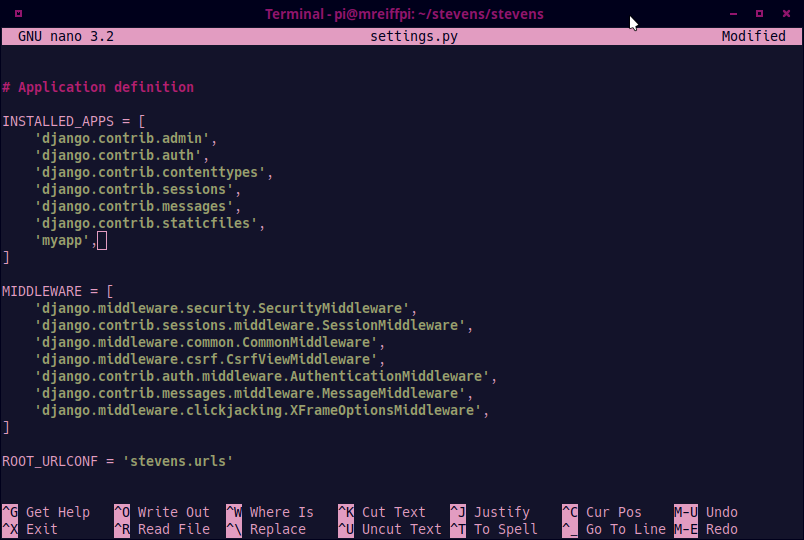 Terminal - pi@mreiffpi: ~/stevens/stevens
GNU nano 3.2 settings.py Modified
# Application definition
INSTALLED_APPS = [
    'django.contrib.admin',
    'django.contrib.auth',
    'django.contrib.contenttypes',
    'django.contrib.sessions',
    'django.contrib.messages',
    'django.contrib.staticfiles',
    'myapp',
]
MIDDLEWARE = [
    'django.middleware.security.SecurityMiddleware',
    'django.contrib.sessions.middleware.SessionMiddleware',
    'django.middleware.common.CommonMiddleware',
    'django.middleware.csrf.CsrfViewMiddleware',
    'django.contrib.auth.middleware.AuthenticationMiddleware',
    'django.contrib.messages.middleware.MessageMiddleware',
    'django.middleware.clickjacking.XFrameOptionsMiddleware',
]
ROOT_URLCONF = 'stevens.urls'
^G Get Help ^O Write Out ^W Where Is ^K Cut Text ^J Justify ^C Cur Pos M-U Undo
^X Exit ^R Read File ^\ Replace ^U Uncut Text ^T To Spell ^_ Go To Line M-E Redo